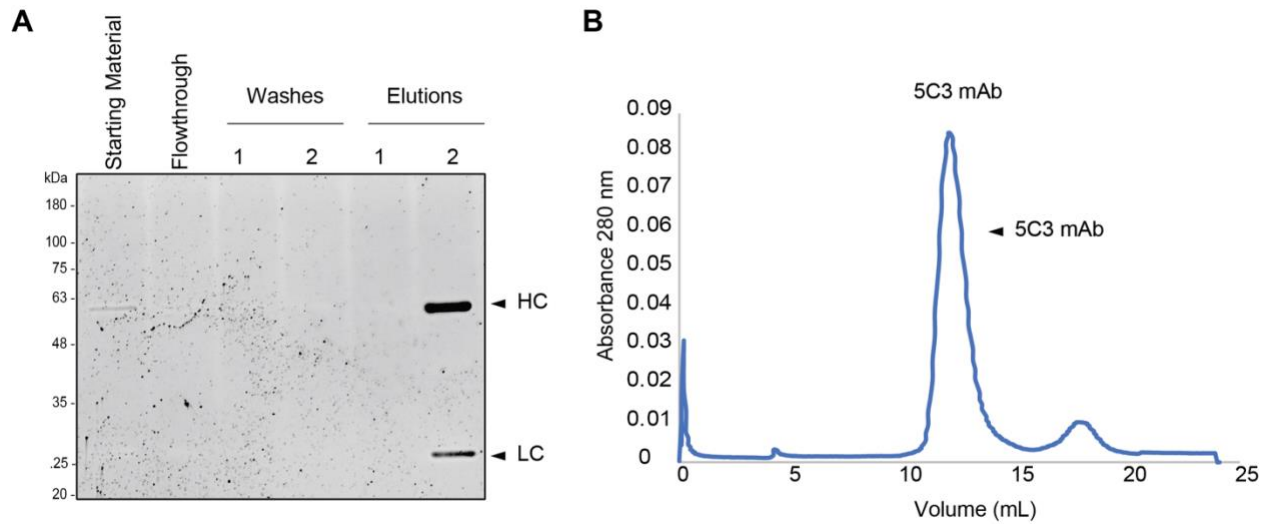 A
Starting Material
Flowthrough
Washes
Elutions
1 2 1 2
kDa
180
100
75
63
48
35
25
20
HC
LC
B
5C3 mAb
0.09
0.08
0.07
0.06
0.05
0.04
0.03
0.02
0.01
0
Absorbance 280 nm
5C3 mAb
0 5 10 15 20 25
Volume (mL)